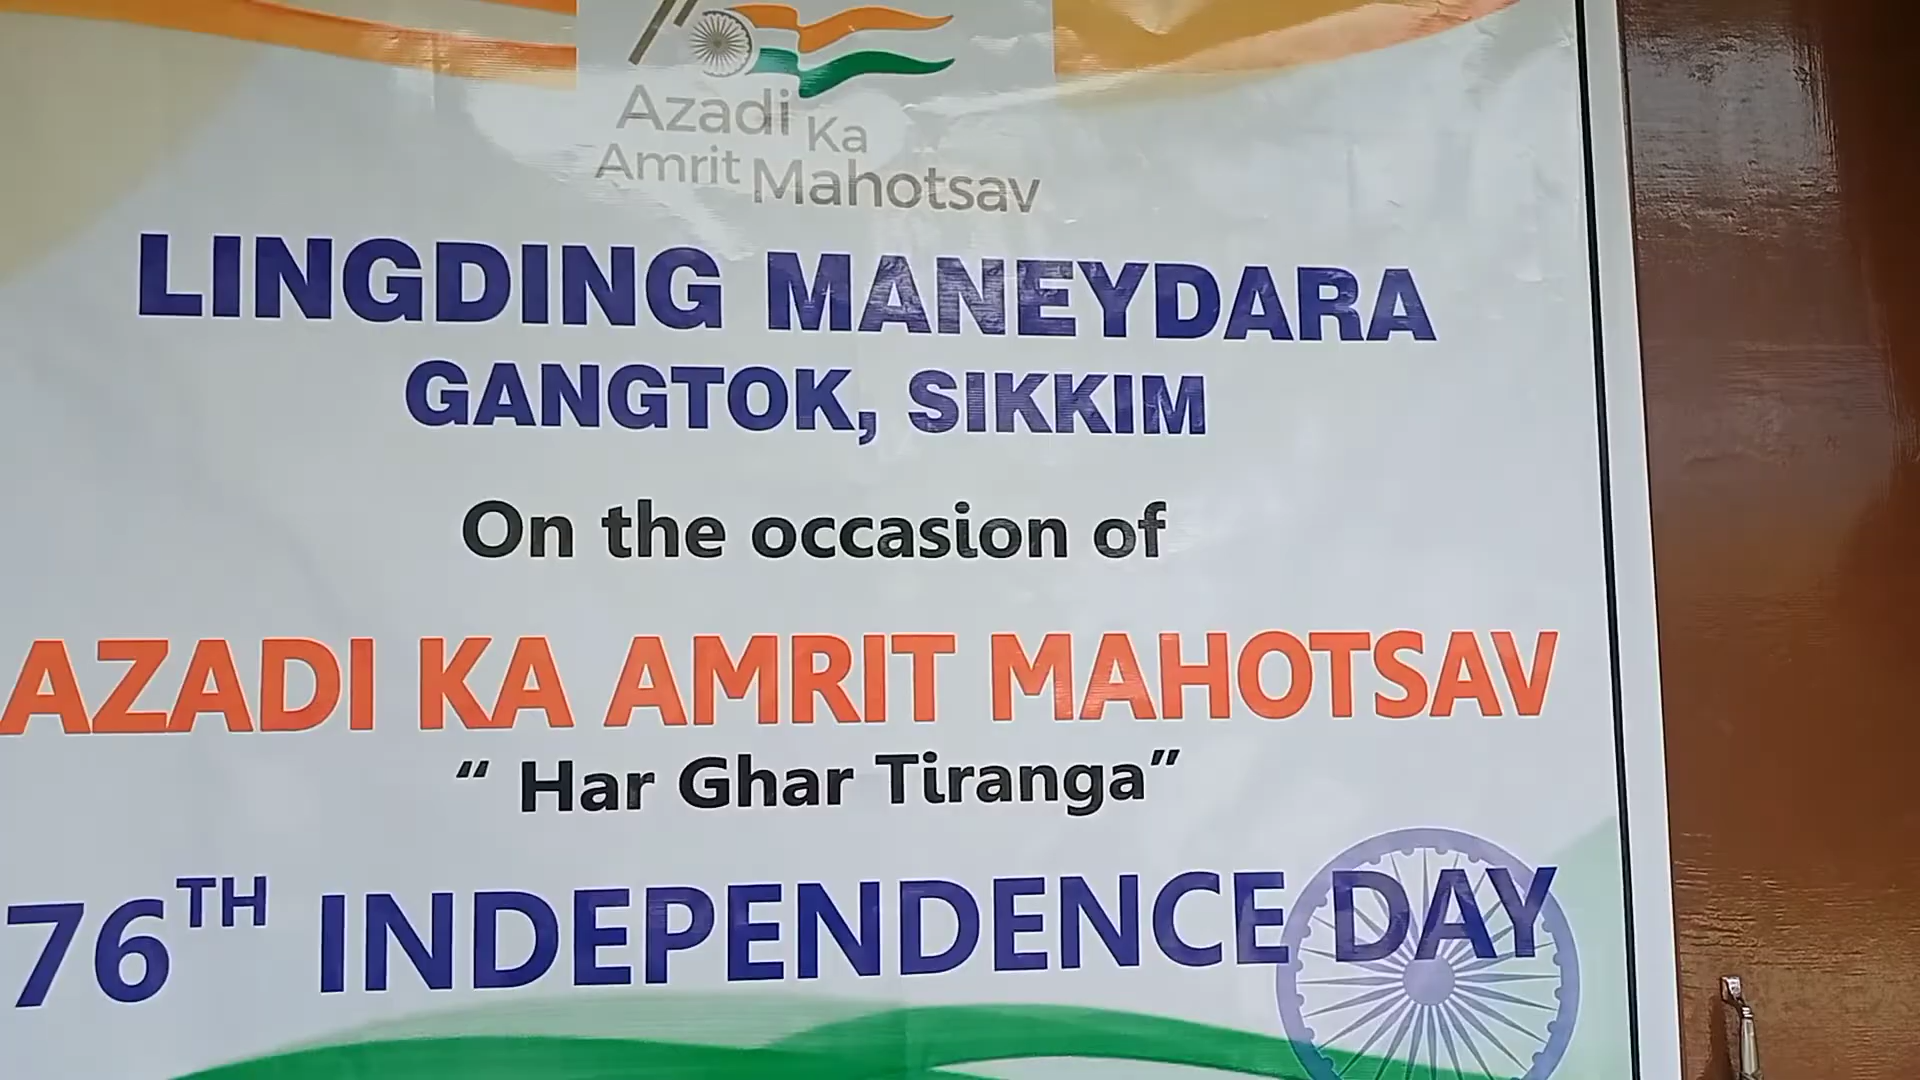 Azadi Ka
Amrit Mahotsav
LINGDING MANEYDARA
GANGTOK, SIKKIM
On the occasion of
AZADI KA AMRIT MAHOTSAV
“ Har Ghar Tiranga”
76TH INDEPENDENCE DAY